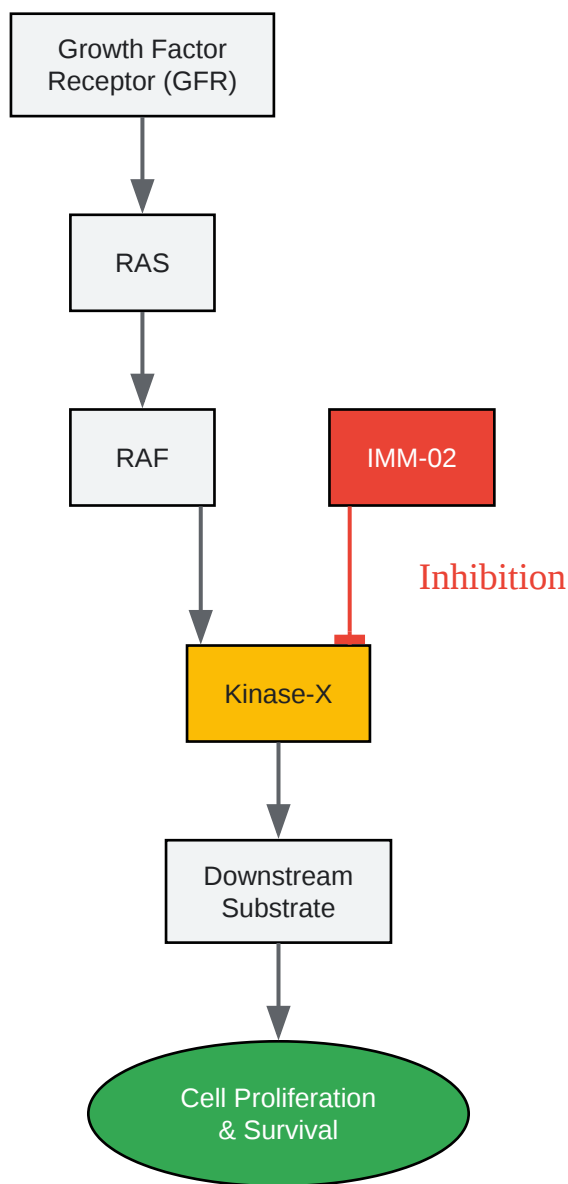 Growth Factor
Receptor (GFR)
RAS
RAF
IMM-02
Inhibition
Kinase-X
Downstream
Substrate
Cell Proliferation
& Survival